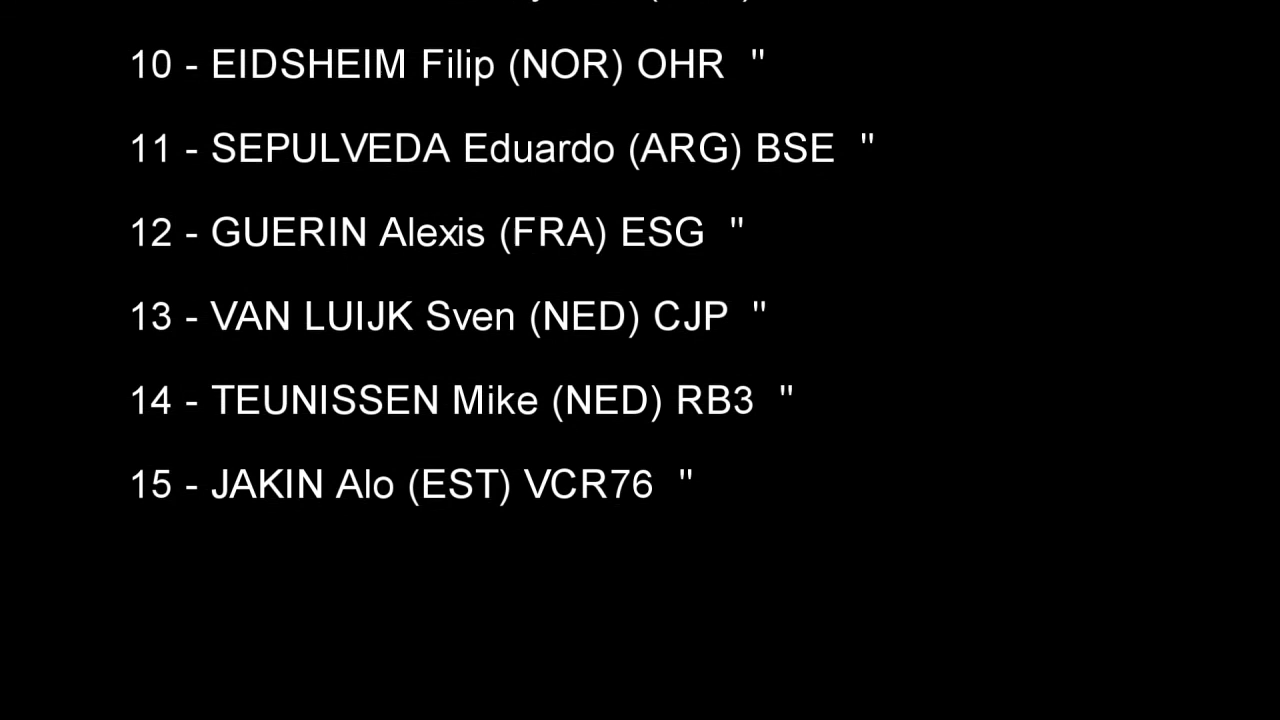 10 - EIDSHEIM Filip (NOR) OHR  "
11 - SEPULVEDA Eduardo (ARG) BSE  "
12 - GUERIN Alexis (FRA) ESG  "
13 - VAN LUIJK Sven (NED) CJP  "
14 - TEUNISSEN Mike (NED) RB3  "
15 - JAKIN Alo (EST) VCR76  "